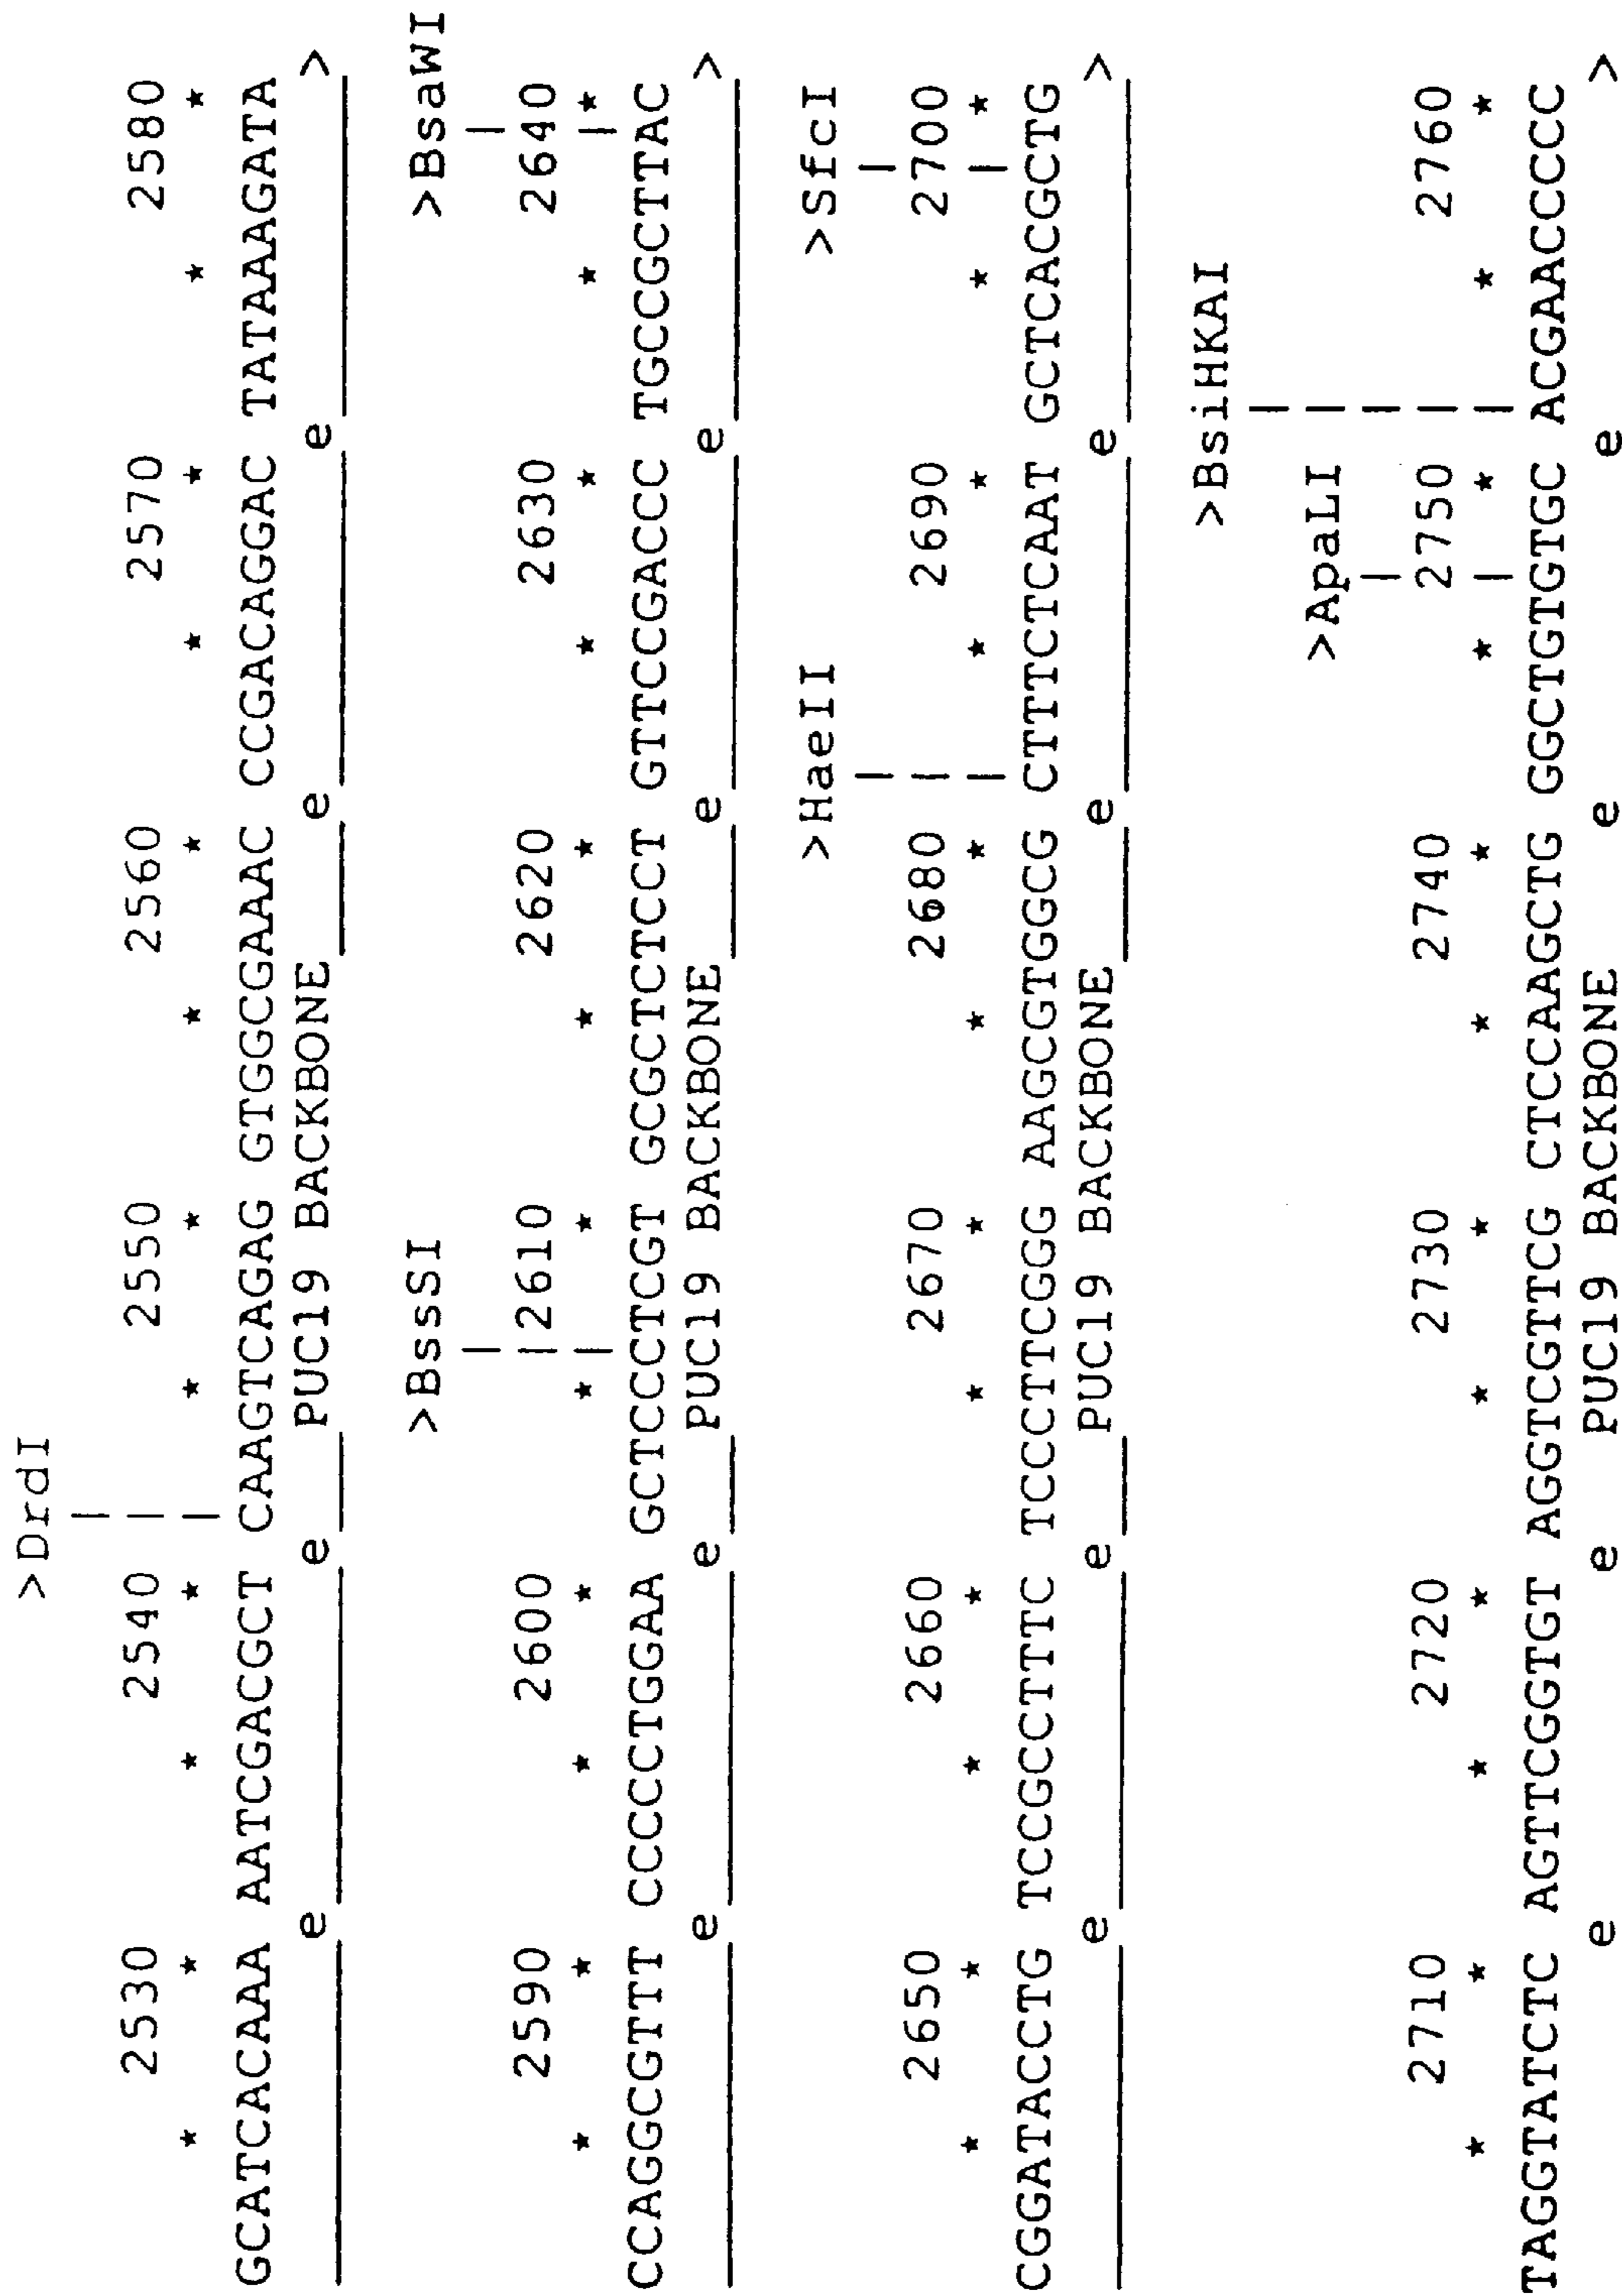 >DrdI
2530 2540 2550 2560 2570 2580
* * * * * * * * * * * *
GCATCACAAA AATCGACGCT CAAGTCAGAG GTGGCGAAAC CCGACAGGAC TATAAAGATA
e e PUC19 BACKBONE e e >
>BssSI >BsaWI
2590 2600 2610 2620 2630 2640
* * * * * * * * * * * *
CCAGGCGTTT CCCCCTGGAA GCTCCCTCGT GCGCTCTCCT GTTCCGACCC TGCCGCTTAC
e e PUC19 BACKBONE e e >
>HaeII >SfcI
2650 2660 2670 2680 2690 2700
* * * * * * * * * * * *
CGGATACCTG TCCGCCTTTC TCCCTTCGGG AAGCGTGGCG CTTTCTCAAT GCTCACGCTG
e e PUC19 BACKBONE e e >
>BsiHKAI
>ApaLI
2710 2720 2730 2740 2750 2760
* * * * * * * * * * * *
TAGGTATCTC AGTTCGGTGT AGGTCGTTCG CTCCAAGCTG GGCTGTGTGC ACGAACCCCC
e e PUC19 BACKBONE e e >